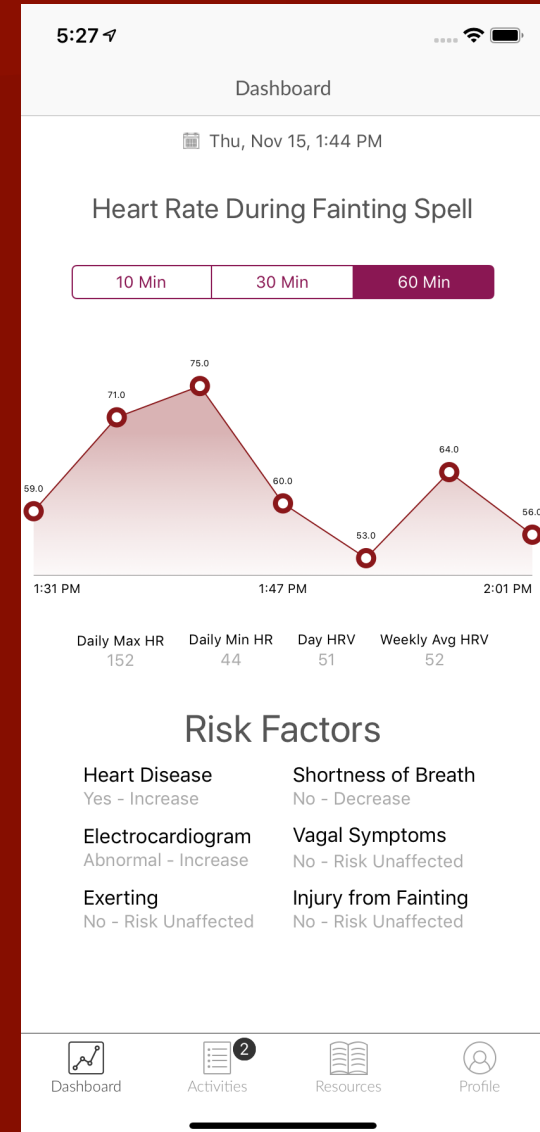 5:27
Dashboard
Thu, Nov 15, 1:44 PM
Heart Rate During Fainting Spell
10 Min 30 Min 60 Min
75.0
71.0
64.0
59.0
60.0
56.0
53.0
1:31 PM 1:47 PM 2:01 PM
Daily Max HR Daily Min HR Day HRV Weekly Avg HRV
152 44 51 52
Risk Factors
Heart Disease Shortness of Breath
Yes - Increase No - Decrease
Electrocardiogram Vagal Symptoms
Abnormal - Increase No - Risk Unaffected
Exerting Injury from Fainting
No - Risk Unaffected No - Risk Unaffected
2
Dashboard Activities Resources Profile